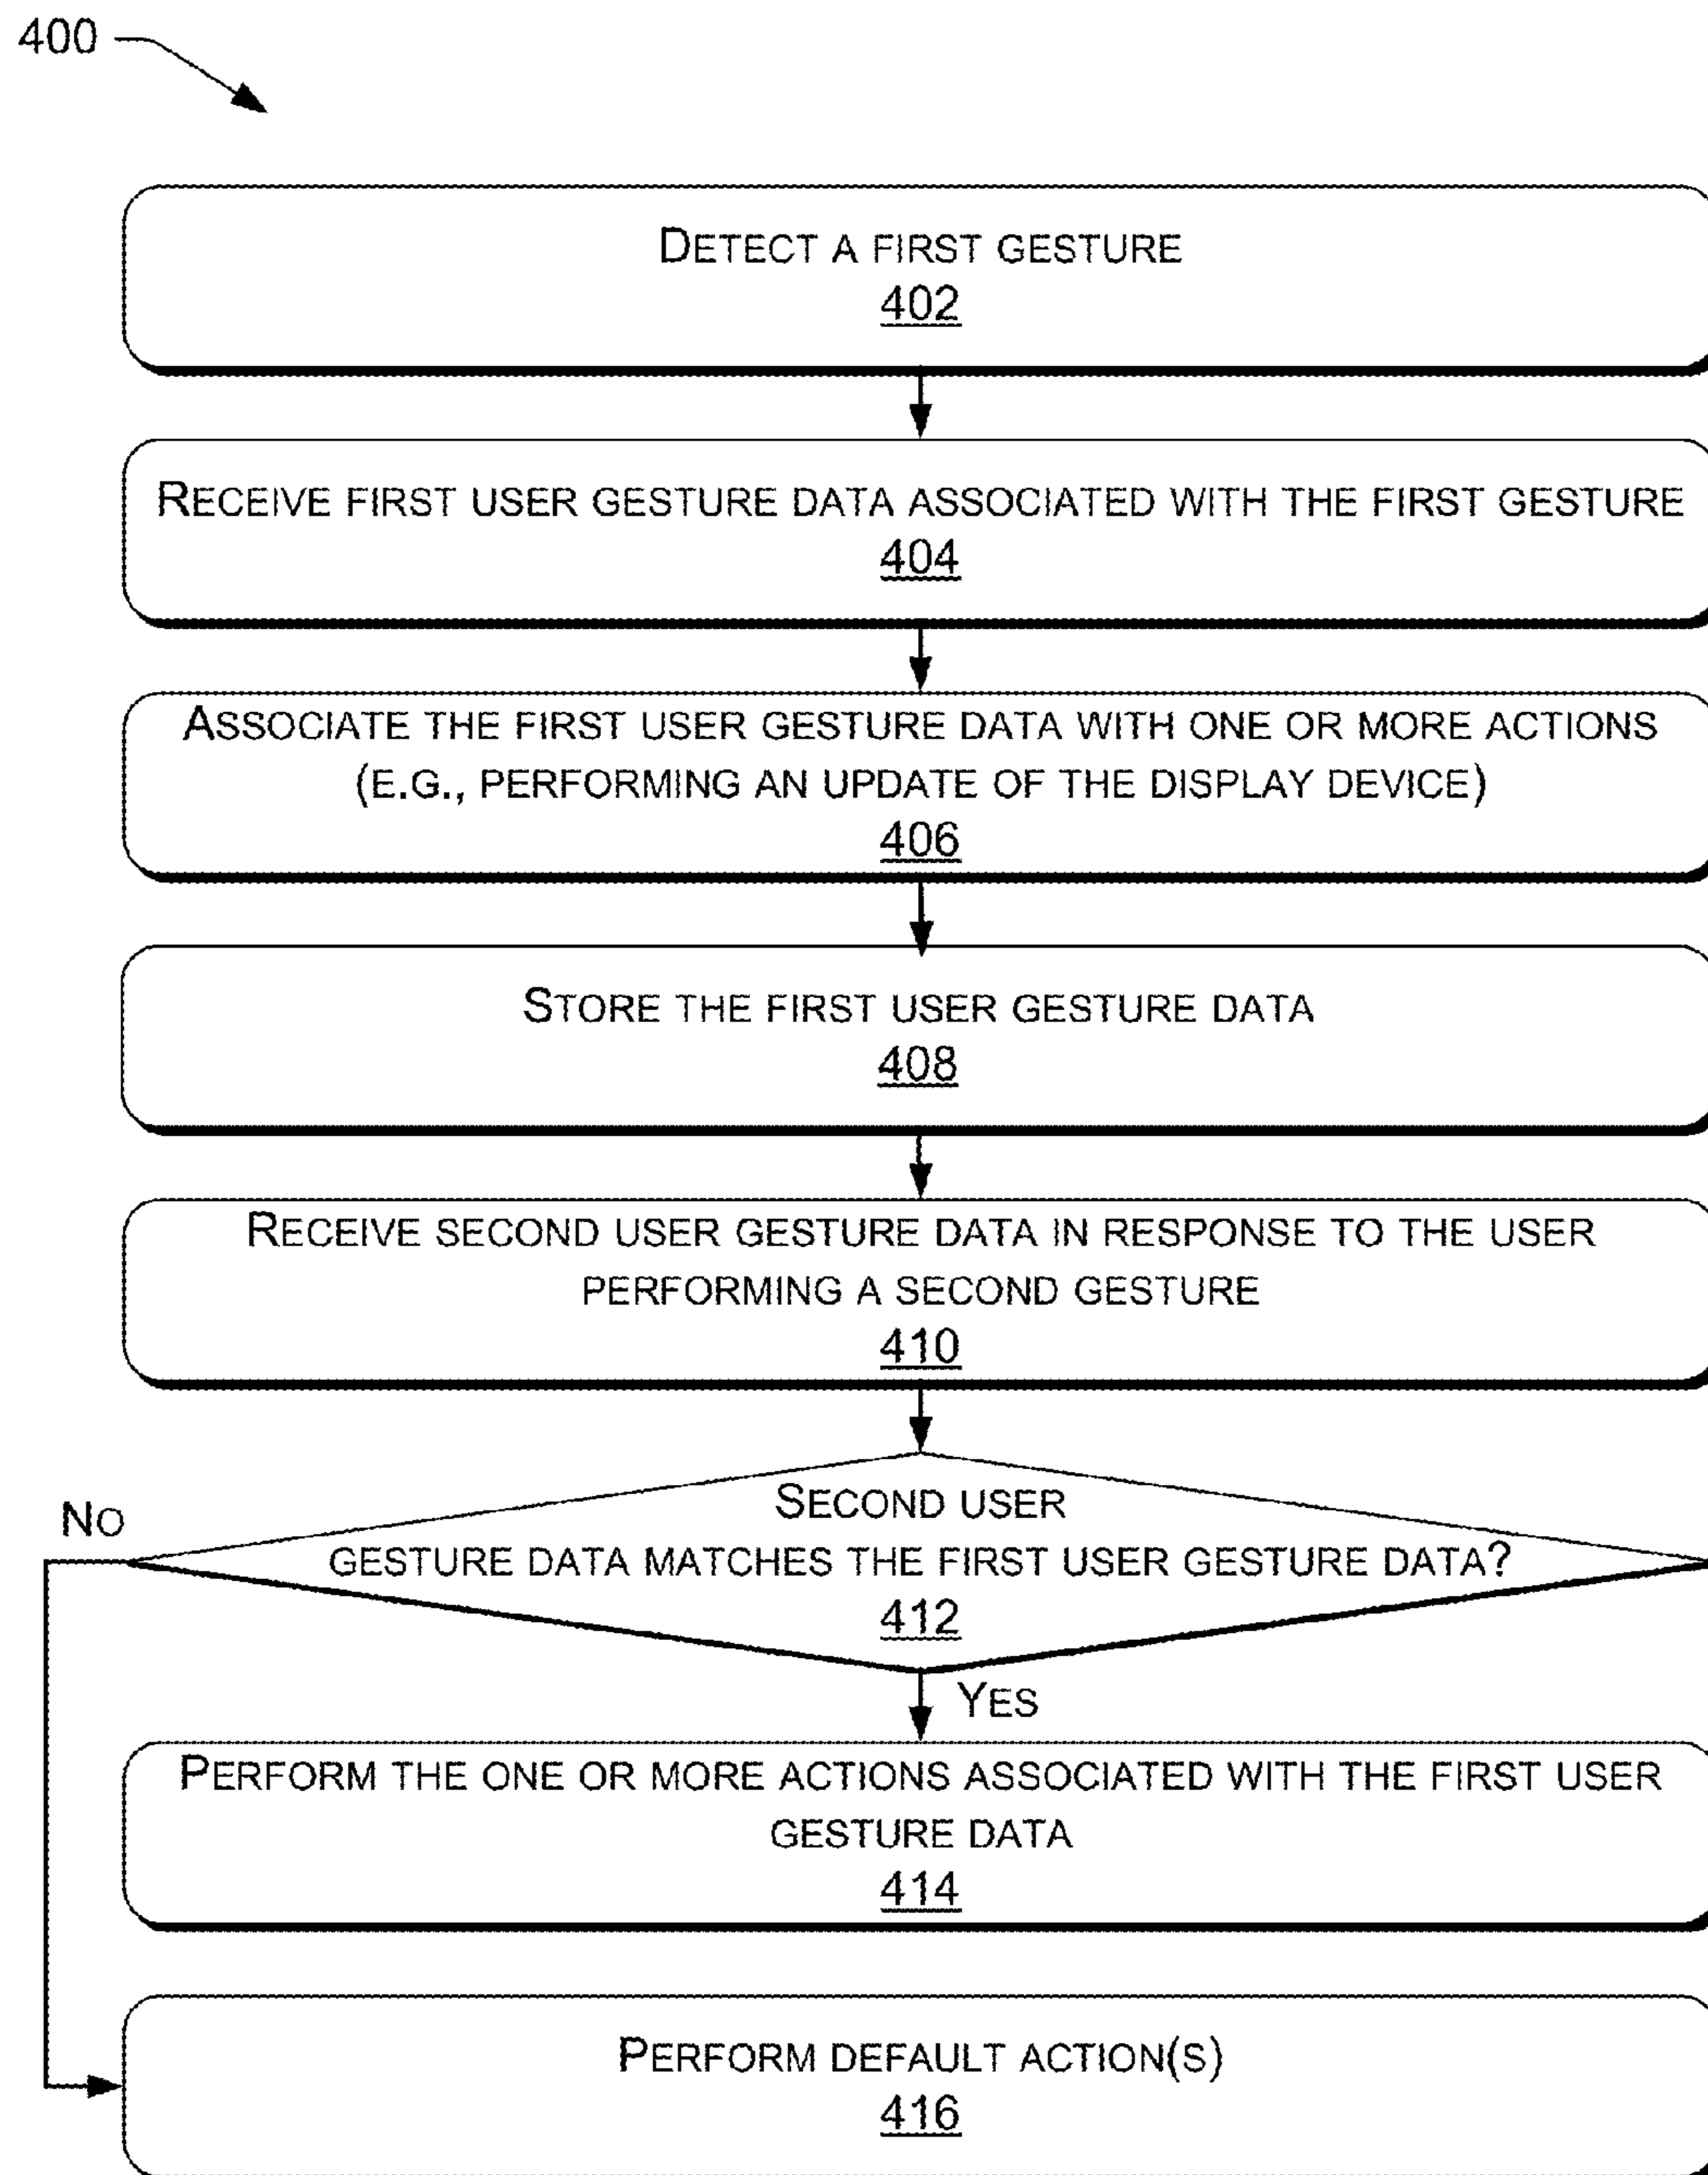 400
DETECT A FIRST GESTURE
402
RECEIVE FIRST USER GESTURE DATA ASSOCIATED WITH THE FIRST GESTURE
404
ASSOCIATE THE FIRST USER GESTURE DATA WITH ONE OR MORE ACTIONS
(E.G., PERFORMING AN UPDATE OF THE DISPLAY DEVICE)
406
STORE THE FIRST USER GESTURE DATA
408
RECEIVE SECOND USER GESTURE DATA IN RESPONSE TO THE USER
PERFORMING A SECOND GESTURE
410
SECOND USER
NO
GESTURE DATA MATCHES THE FIRST USER GESTURE DATA?
412
YES
PERFORM THE ONE OR MORE ACTIONS ASSOCIATED WITH THE FIRST USER
GESTURE DATA
414
PERFORM DEFAULT ACTION(S)
416